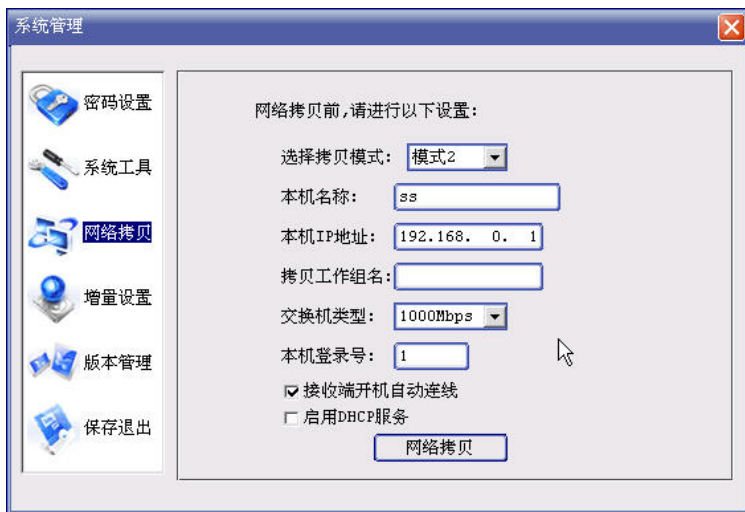 系统管理
密码设置
系统工具
网络拷贝
增量设置
版本管理
保存退出
网络拷贝前,请进行以下设置:
选择拷贝模式: 模式2
本机名称: ss
本机IP地址: 192.168. 0. 1
拷贝工作组名:
交换机类型: 1000Mbps
本机登录号: 1
接收端开机自动连线
启用DHCP服务
网络拷贝